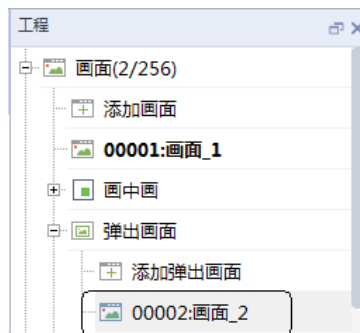 工程
画面(2/256)
添加画面
00001:画面_1
画中画
弹出画面
添加弹出画面
00002:画面_2